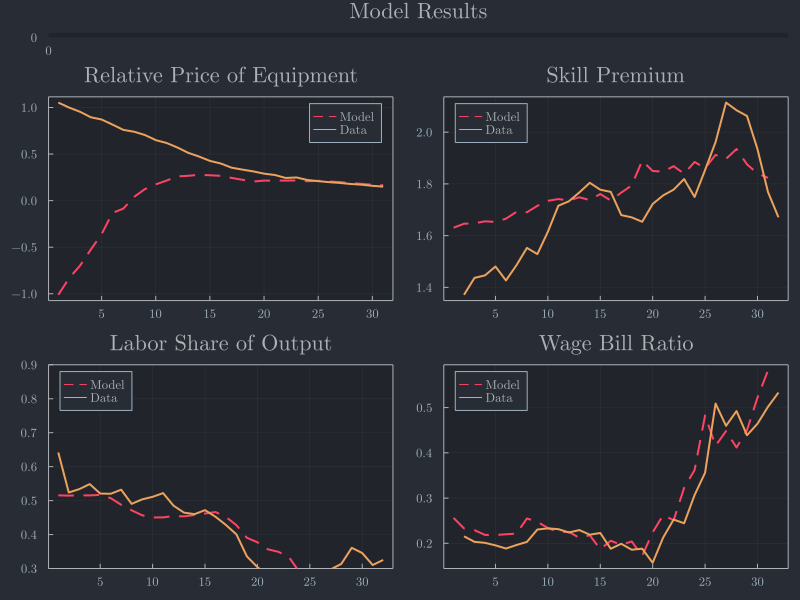 Model Results
0
0
Relative Price of Equipment
1.0
0.5
0.0
−0.5
−1.0
5 10 15 20 25 30
Model
Data
Skill Premium
2.0
1.8
1.6
1.4
5 10 15 20 25 30
Model
Data
Labor Share of Output
0.9
0.8
0.7
0.6
0.5
0.4
0.3
5 10 15 20 25 30
Model
Data
Wage Bill Ratio
0.5
0.4
0.3
0.2
5 10 15 20 25 30
Model
Data